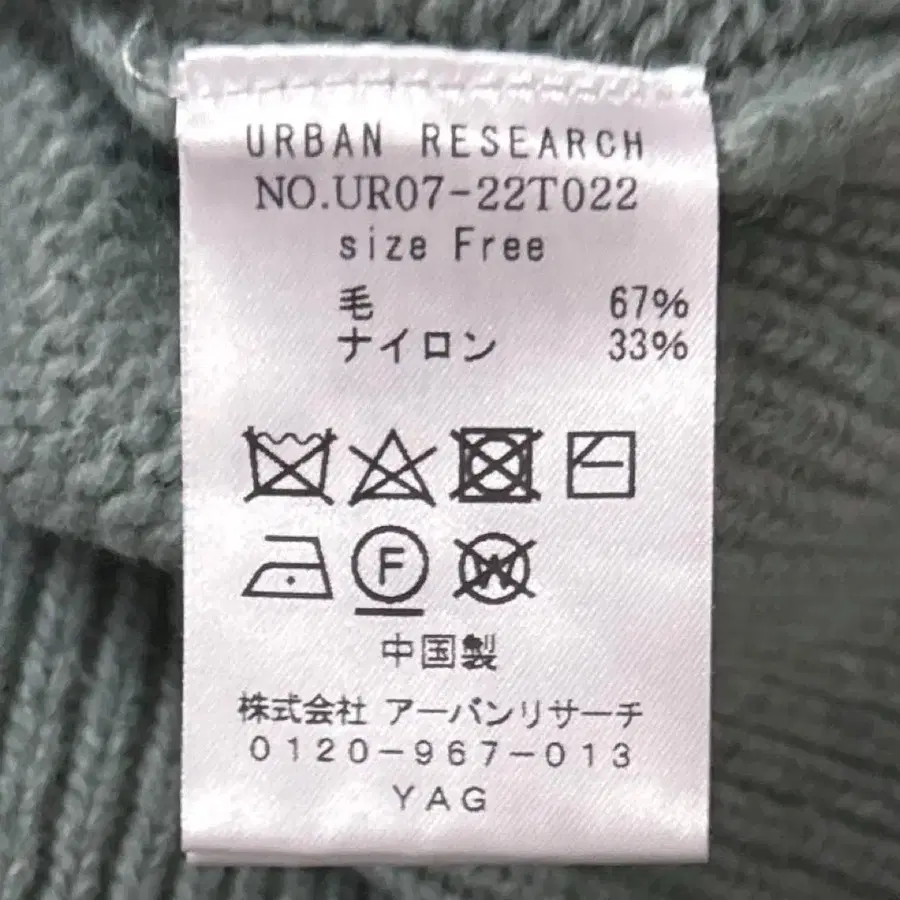 URBAN RESEARCH
NO.UR07-22T022
size Free
毛 67%
ナイロン 33%
F
W
中国製
株式会社 アーバンリサーチ
0120-967-013
YAG